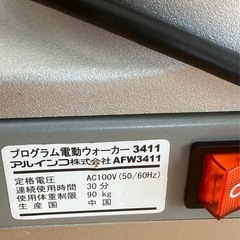 プログラム電動ウォーカー 3411
アルインコ株式会社 AFW3411
定格電圧 AC100V(50/60Hz)
連続使用時間 30分
使用体重制限 90 kg
生産国 中国